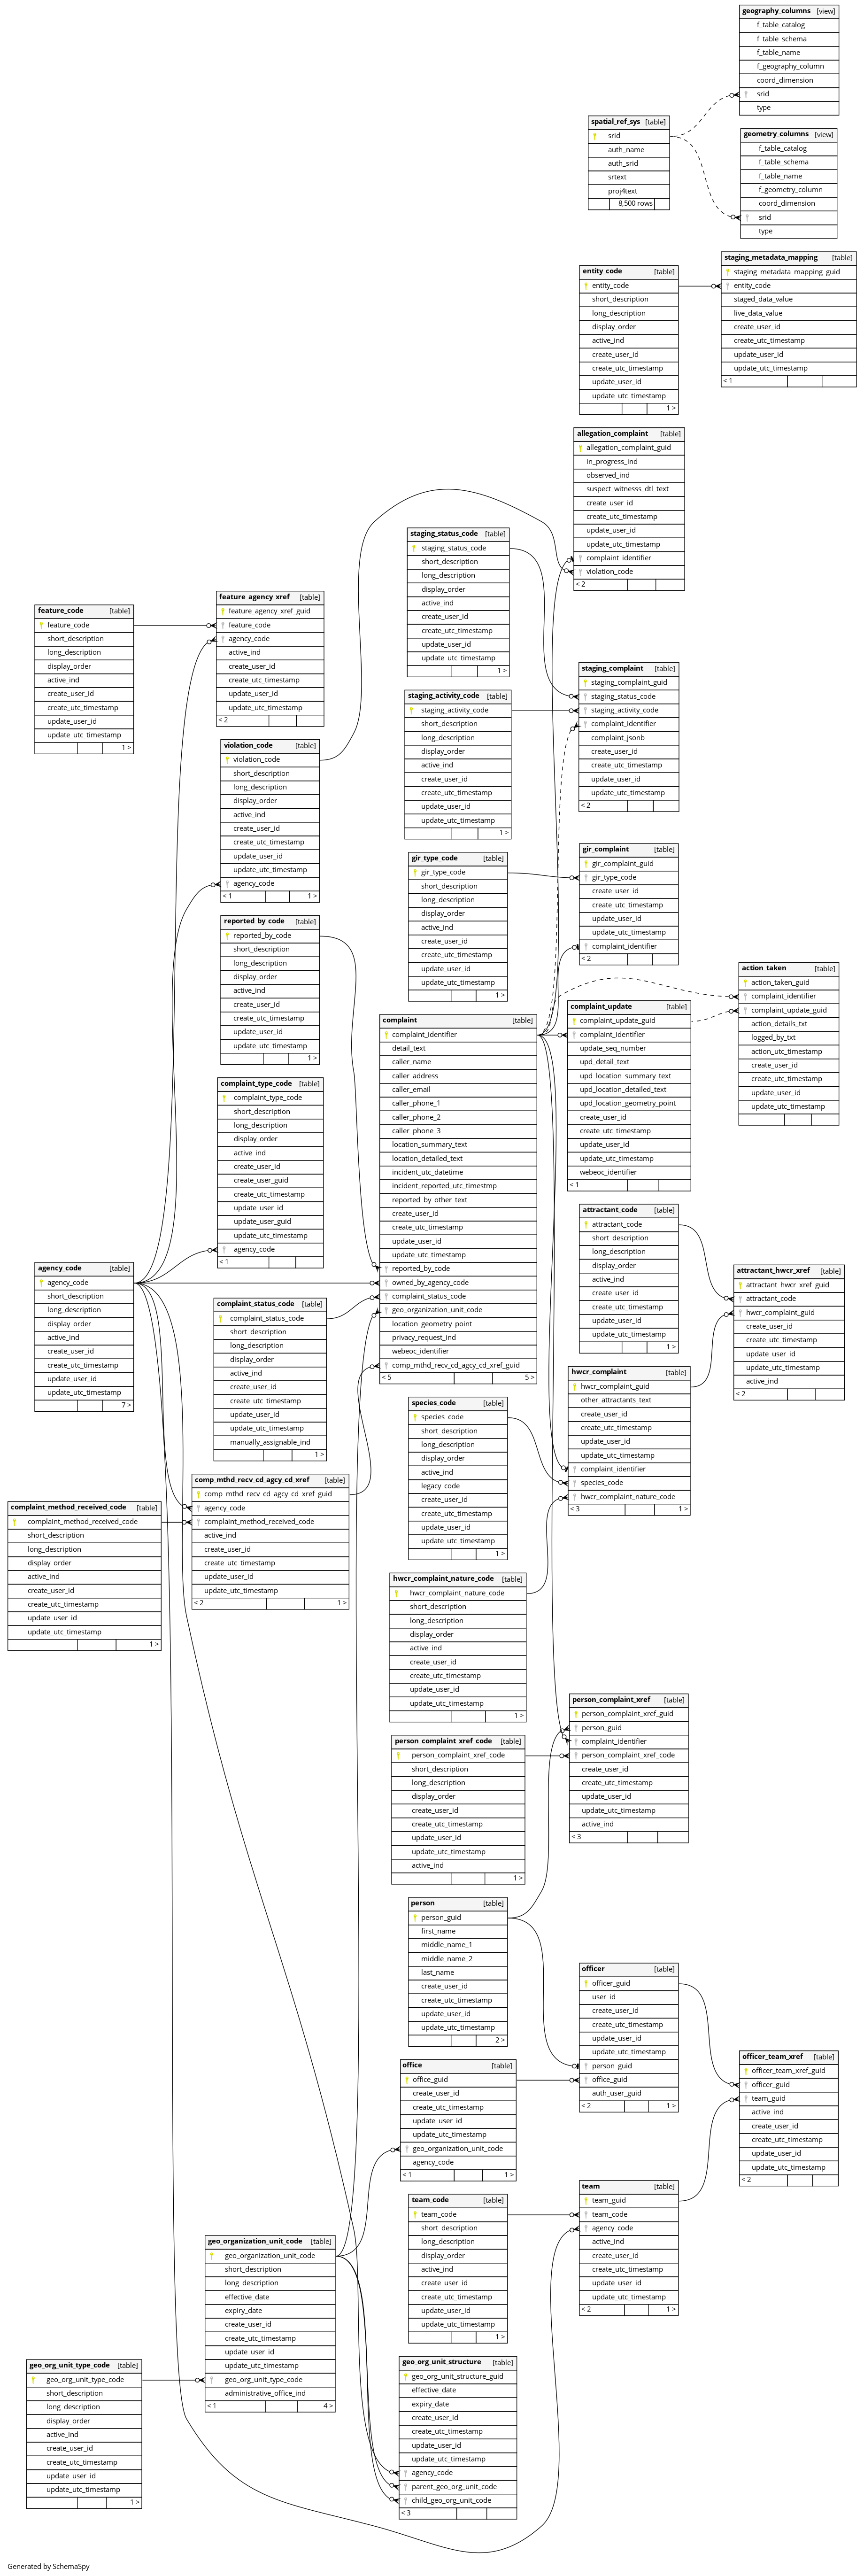 geography_columns [view]
f_table_catalog
f_table_schema
f_table_name
f_geography_column
coord_dimension
srid
type
spatial_ref_sys [table]
srid
auth_name
auth_srid
srtext
proj4text
8,500 rows
geometry_columns [view]
f_table_catalog
f_table_schema
f_table_name
f_geometry_column
coord_dimension
srid
type
staging_metadata_mapping [table]
staging_metadata_mapping_guid
entity_code
staged_data_value
live_data_value
create_user_id
create_utc_timestamp
update_user_id
update_utc_timestamp
< 1
entity_code [table]
entity_code
short_description
long_description
display_order
active_ind
create_user_id
create_utc_timestamp
update_user_id
update_utc_timestamp
1 >
allegation_complaint [table]
allegation_complaint_guid
in_progress_ind
observed_ind
suspect_witnesss_dtl_text
create_user_id
create_utc_timestamp
update_user_id
update_utc_timestamp
complaint_identifier
violation_code
< 2
staging_status_code [table]
staging_status_code
short_description
long_description
display_order
active_ind
create_user_id
create_utc_timestamp
update_user_id
update_utc_timestamp
1 >
feature_agency_xref [table]
feature_agency_xref_guid
feature_code
agency_code
active_ind
create_user_id
create_utc_timestamp
update_user_id
update_utc_timestamp
< 2
feature_code [table]
feature_code
short_description
long_description
display_order
active_ind
create_user_id
create_utc_timestamp
update_user_id
update_utc_timestamp
1 >
staging_complaint [table]
staging_complaint_guid
staging_status_code
staging_activity_code
complaint_identifier
complaint_jsonb
create_user_id
create_utc_timestamp
update_user_id
update_utc_timestamp
< 2
staging_activity_code [table]
staging_activity_code
short_description
long_description
display_order
active_ind
create_user_id
create_utc_timestamp
update_user_id
update_utc_timestamp
1 >
violation_code [table]
violation_code
short_description
long_description
display_order
active_ind
create_user_id
create_utc_timestamp
update_user_id
update_utc_timestamp
agency_code
< 1 1 >
gir_complaint [table]
gir_complaint_guid
gir_type_code
create_user_id
create_utc_timestamp
update_user_id
update_utc_timestamp
complaint_identifier
< 2
gir_type_code [table]
gir_type_code
short_description
long_description
display_order
active_ind
create_user_id
create_utc_timestamp
update_user_id
update_utc_timestamp
1 >
reported_by_code [table]
reported_by_code
short_description
long_description
display_order
active_ind
create_user_id
create_utc_timestamp
update_user_id
update_utc_timestamp
1 >
action_taken [table]
action_taken_guid
complaint_identifier
complaint_update_guid
action_details_txt
logged_by_txt
action_utc_timestamp
create_user_id
create_utc_timestamp
update_user_id
update_utc_timestamp
complaint_update [table]
complaint_update_guid
complaint_identifier
update_seq_number
upd_detail_text
upd_location_summary_text
upd_location_detailed_text
upd_location_geometry_point
create_user_id
create_utc_timestamp
update_user_id
update_utc_timestamp
webeoc_identifier
< 1
complaint [table]
complaint_identifier
detail_text
caller_name
caller_address
caller_email
caller_phone_1
caller_phone_2
caller_phone_3
location_summary_text
location_detailed_text
incident_utc_datetime
incident_reported_utc_timestmp
reported_by_other_text
create_user_id
create_utc_timestamp
update_user_id
update_utc_timestamp
reported_by_code
owned_by_agency_code
complaint_status_code
geo_organization_unit_code
location_geometry_point
privacy_request_ind
webeoc_identifier
comp_mthd_recv_cd_agcy_cd_xref_guid
< 5 5 >
complaint_type_code [table]
complaint_type_code
short_description
long_description
display_order
active_ind
create_user_id
create_user_guid
create_utc_timestamp
update_user_id
update_user_guid
update_utc_timestamp
agency_code
< 1
attractant_code [table]
attractant_code
short_description
long_description
display_order
active_ind
create_user_id
create_utc_timestamp
update_user_id
update_utc_timestamp
1 >
agency_code [table]
agency_code
short_description
long_description
display_order
active_ind
create_user_id
create_utc_timestamp
update_user_id
update_utc_timestamp
7 >
attractant_hwcr_xref [table]
attractant_hwcr_xref_guid
attractant_code
hwcr_complaint_guid
create_user_id
create_utc_timestamp
update_user_id
update_utc_timestamp
active_ind
< 2
complaint_status_code [table]
complaint_status_code
short_description
long_description
display_order
active_ind
create_user_id
create_utc_timestamp
update_user_id
update_utc_timestamp
manually_assignable_ind
1 >
hwcr_complaint [table]
hwcr_complaint_guid
other_attractants_text
create_user_id
create_utc_timestamp
update_user_id
update_utc_timestamp
complaint_identifier
species_code
hwcr_complaint_nature_code
< 3 1 >
species_code [table]
species_code
short_description
long_description
display_order
active_ind
legacy_code
create_user_id
create_utc_timestamp
update_user_id
update_utc_timestamp
1 >
comp_mthd_recv_cd_agcy_cd_xref [table]
comp_mthd_recv_cd_agcy_cd_xref_guid
agency_code
complaint_method_received_code
active_ind
create_user_id
create_utc_timestamp
update_user_id
update_utc_timestamp
< 2 1 >
complaint_method_received_code [table]
complaint_method_received_code
short_description
long_description
display_order
active_ind
create_user_id
create_utc_timestamp
update_user_id
update_utc_timestamp
1 >
hwcr_complaint_nature_code [table]
hwcr_complaint_nature_code
short_description
long_description
display_order
active_ind
create_user_id
create_utc_timestamp
update_user_id
update_utc_timestamp
1 >
person_complaint_xref [table]
person_complaint_xref_guid
person_guid
complaint_identifier
person_complaint_xref_code
create_user_id
create_utc_timestamp
update_user_id
update_utc_timestamp
active_ind
< 3
person_complaint_xref_code [table]
person_complaint_xref_code
short_description
long_description
display_order
create_user_id
create_utc_timestamp
update_user_id
update_utc_timestamp
active_ind
1 >
person [table]
person_guid
first_name
middle_name_1
middle_name_2
last_name
create_user_id
create_utc_timestamp
update_user_id
update_utc_timestamp
2 >
officer [table]
officer_guid
user_id
create_user_id
create_utc_timestamp
update_user_id
update_utc_timestamp
person_guid
office_guid
auth_user_guid
< 2 1 >
officer_team_xref [table]
officer_team_xref_guid
officer_guid
team_guid
active_ind
create_user_id
create_utc_timestamp
update_user_id
update_utc_timestamp
< 2
office [table]
office_guid
create_user_id
create_utc_timestamp
update_user_id
update_utc_timestamp
geo_organization_unit_code
agency_code
< 1 1 >
team [table]
team_guid
team_code
agency_code
active_ind
create_user_id
create_utc_timestamp
update_user_id
update_utc_timestamp
< 2 1 >
team_code [table]
team_code
short_description
long_description
display_order
active_ind
create_user_id
create_utc_timestamp
update_user_id
update_utc_timestamp
1 >
geo_organization_unit_code [table]
geo_organization_unit_code
short_description
long_description
effective_date
expiry_date
create_user_id
create_utc_timestamp
update_user_id
update_utc_timestamp
geo_org_unit_type_code
administrative_office_ind
< 1 4 >
geo_org_unit_structure [table]
geo_org_unit_structure_guid
effective_date
expiry_date
create_user_id
create_utc_timestamp
update_user_id
update_utc_timestamp
agency_code
parent_geo_org_unit_code
child_geo_org_unit_code
< 3
geo_org_unit_type_code [table]
geo_org_unit_type_code
short_description
long_description
display_order
active_ind
create_user_id
create_utc_timestamp
update_user_id
update_utc_timestamp
1 >
Generated by SchemaSpy